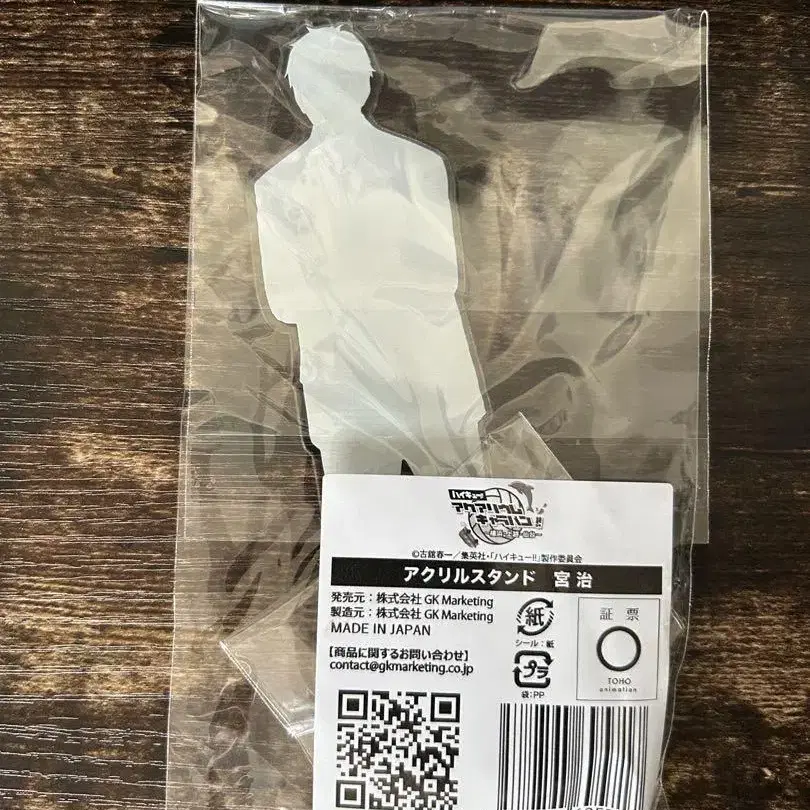 ハイキュー!!
アクアリウム
キャラバン
©古舘春一／集英社・「ハイキュー!!」製作委員会
アクリルスタンド 宮 治
発売元：株式会社 GK Marketing
製造元：株式会社 GK Marketing
MADE IN JAPAN
【商品に関するお問い合わせ】
contact@gkmarketing.co.jp
紙
シール：紙
プラ
袋：PP
証 票
TOHO
animation